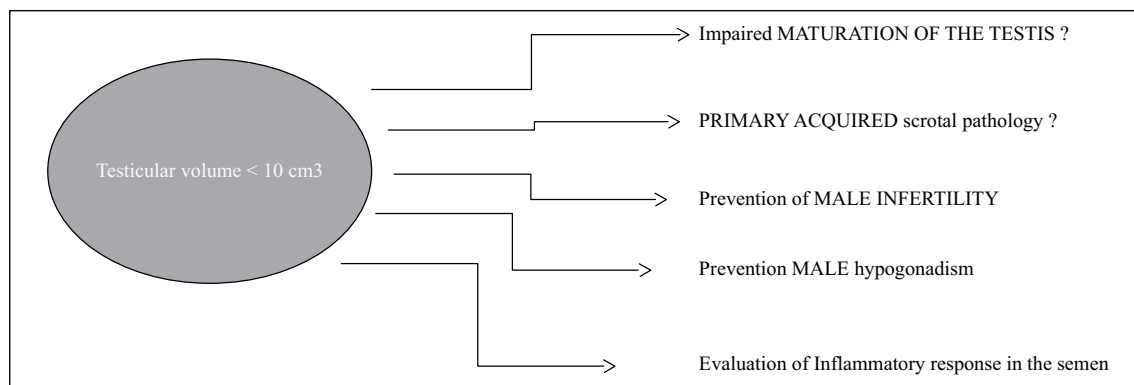 Impaired MATURATION OF THE TESTIS ?
PRIMARY ACQUIRED scrotal pathology ?
Testicular volume < 10 cm3
Prevention of MALE INFERTILITY
Prevention MALE hypogonadism
Evaluation of Inflammatory response in the semen